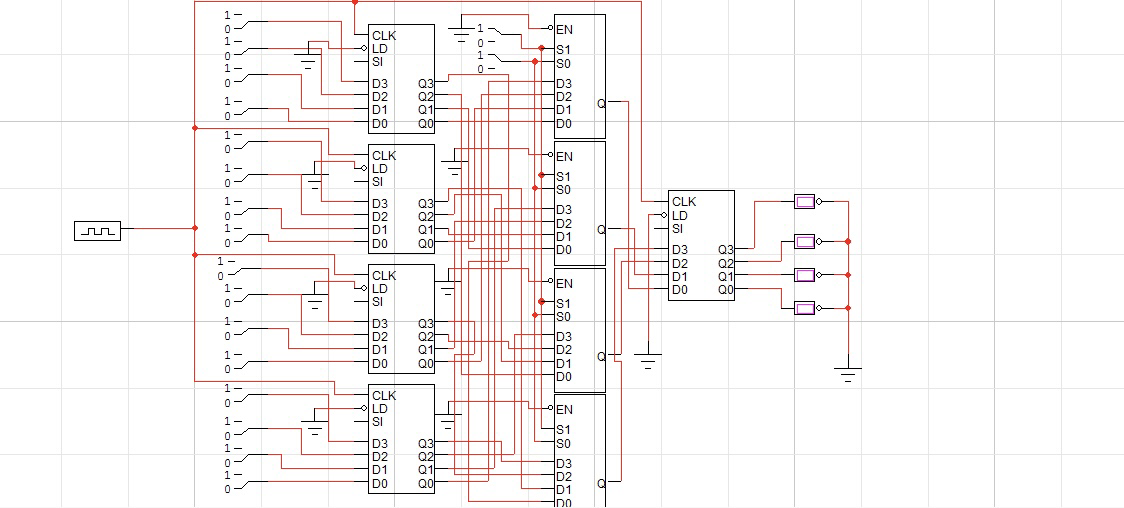 1
0
1
0
1
0
1
0
CLK
LD
SI
D3 Q3
D2 Q2
D1 Q1
D0 Q0
1
0
1
0
EN
S1
S0
D3
D2
D1
D0
Q
1
0
1
0
1
0
1
0
CLK
LD
SI
D3 Q3
D2 Q2
D1 Q1
D0 Q0
EN
S1
S0
D3
D2
D1
D0
Q
CLK
LD
SI
D3 Q3
D2 Q2
D1 Q1
D0 Q0
1
0
1
0
1
0
1
0
CLK
LD
SI
D3 Q3
D2 Q2
D1 Q1
D0 Q0
EN
S1
S0
D3
D2
D1
D0
Q
1
0
1
0
1
0
1
0
CLK
LD
SI
D3 Q3
D2 Q2
D1 Q1
D0 Q0
EN
S1
S0
D3
D2
D1
D0
Q